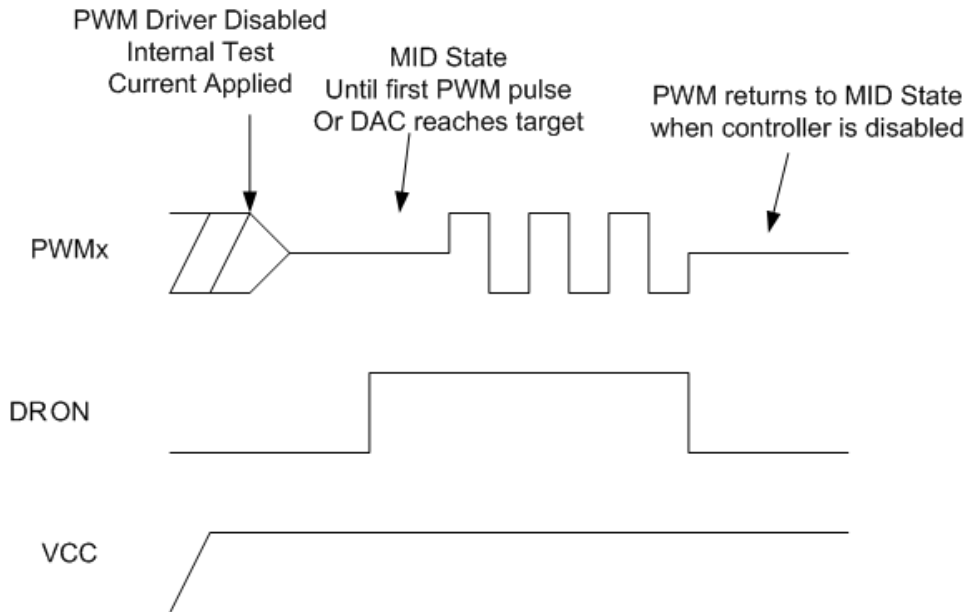 PWM Driver Disabled
Internal Test
Current Applied
MID State
Until first PWM pulse
Or DAC reaches target
PWM returns to MID State
when controller is disabled
PWMx
DRON
VCC